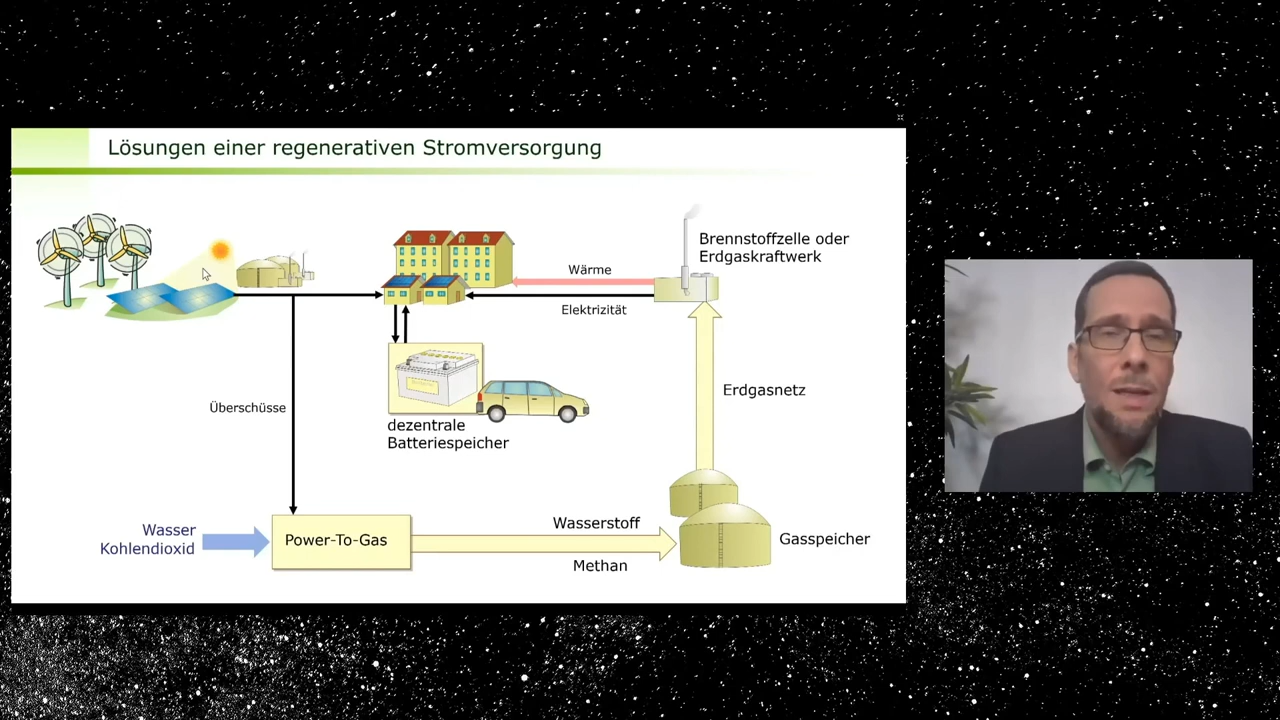 Lösungen einer regenerativen Stromversorgung
Brennstoffzelle oder
Erdgaskraftwerk
Wärme
Elektrizität
Erdgasnetz
Überschüsse
dezentrale
Batteriespeicher
Wasser
Kohlendioxid
Power-To-Gas
Wasserstoff
Methan
Gasspeicher